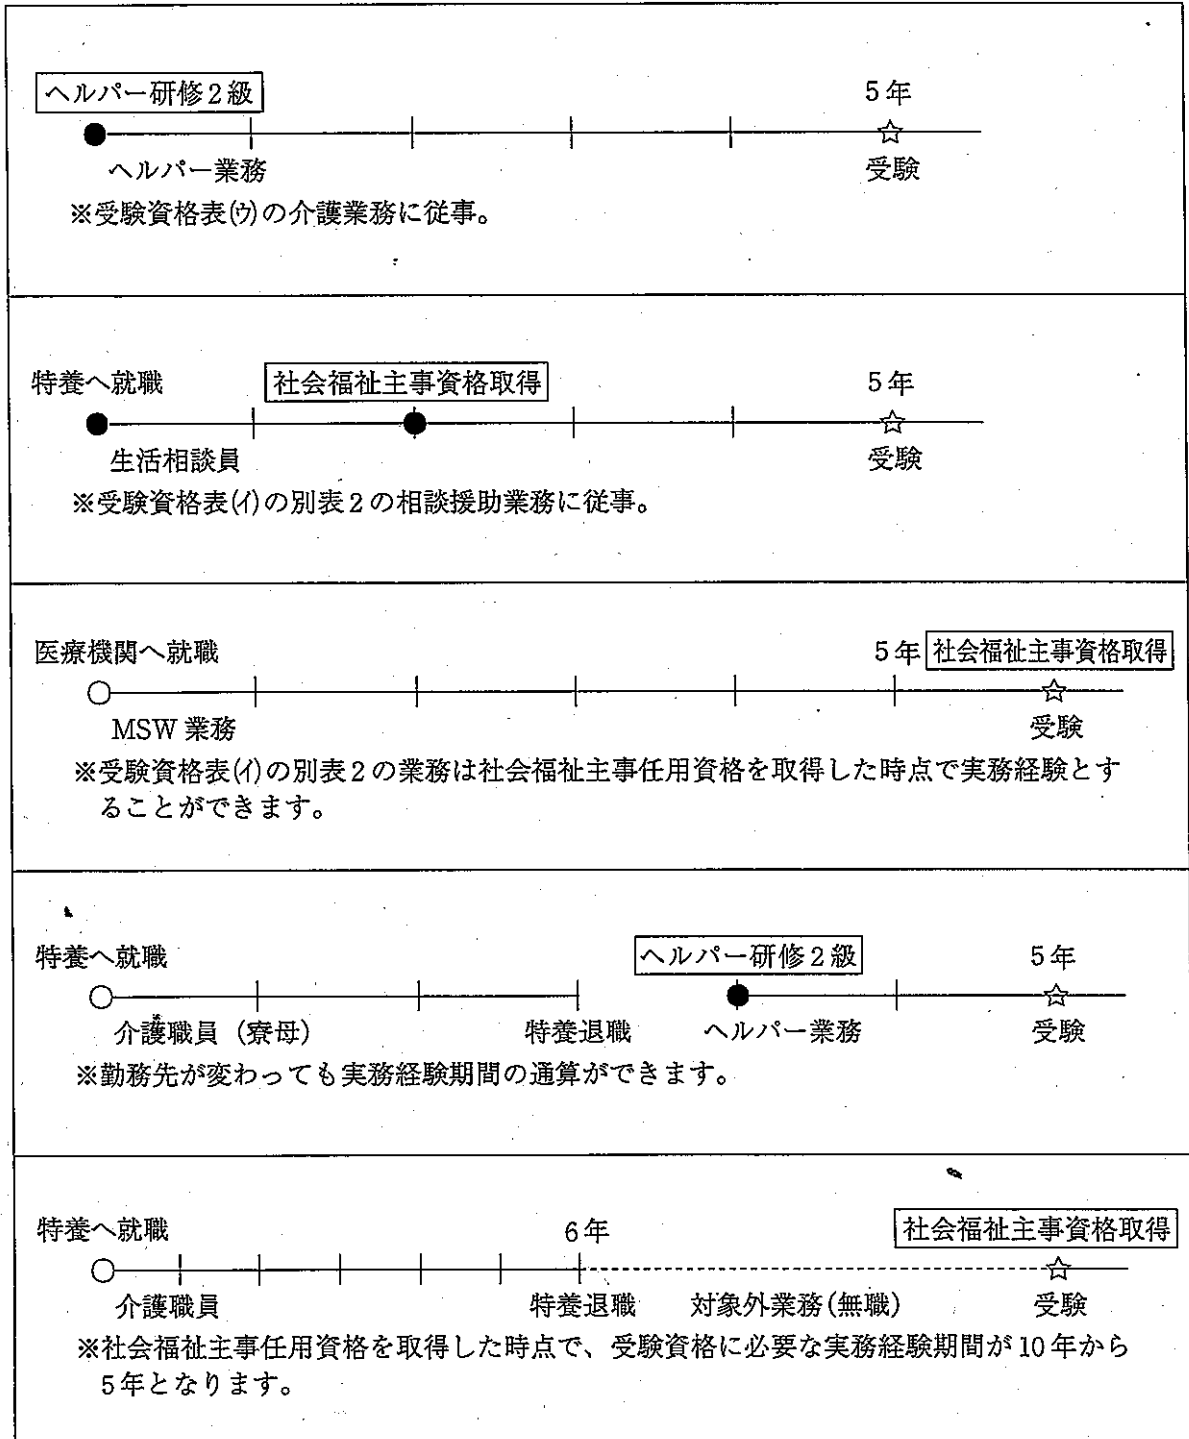 ヘルパー研修2級
5年
ヘルパー業務
受験
※受験資格表(ウ)の介護業務に従事。
特養へ就職
社会福祉主事資格取得
5年
生活相談員
受験
※受験資格表(イ)の別表2の相談援助業務に従事。
医療機関へ就職
5年
社会福祉主事資格取得
MSW 業務
受験
※受験資格表(イ)の別表2の業務は社会福祉主事任用資格を取得した時点で実務経験とす
ることができます。
特養へ就職
ヘルパー研修2級
5年
介護職員(寮母)
特養退職
ヘルパー業務
受験
※勤務先が変わっても実務経験期間の通算ができます。
特養へ就職
6年
社会福祉主事資格取得
介護職員
特養退職
対象外業務(無職)
受験
※社会福祉主事任用資格を取得した時点で、受験資格に必要な実務経験期間が10年から
5年となります。